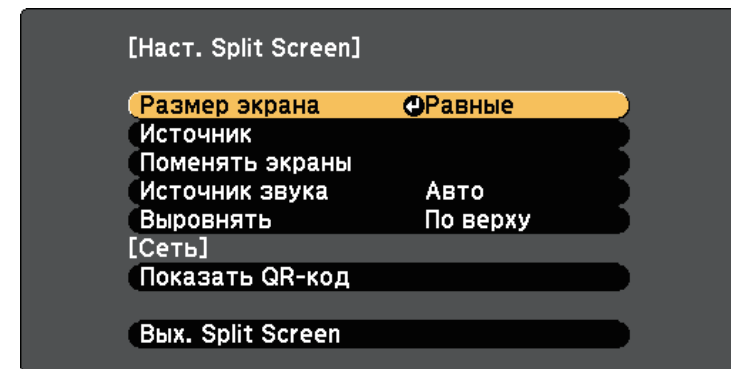 [Наст. Split Screen]
Размер экрана Равные
Источник
Поменять экраны
Источник звука Авто
Выровнять По верху
[Сеть]
Показать QR-код
Вых. Split Screen